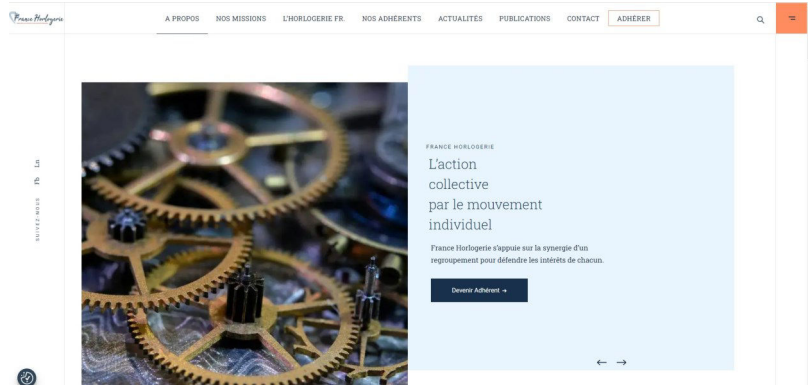 France Horlogerie
A PROPOS NOS MISSIONS L'HORLOGERIE FR. NOS ADHÉRENTS ACTUALITÉS PUBLICATIONS CONTACT ADHÉRER
SUIVEZ-NOUS Fb Ln
FRANCE HORLOGERIE
L'action
collective
par le mouvement
individuel
France Horlogerie s'appuie sur la synergie d'un
regroupement pour défendre les intérêts de chacun.
Devenir Adhérent →